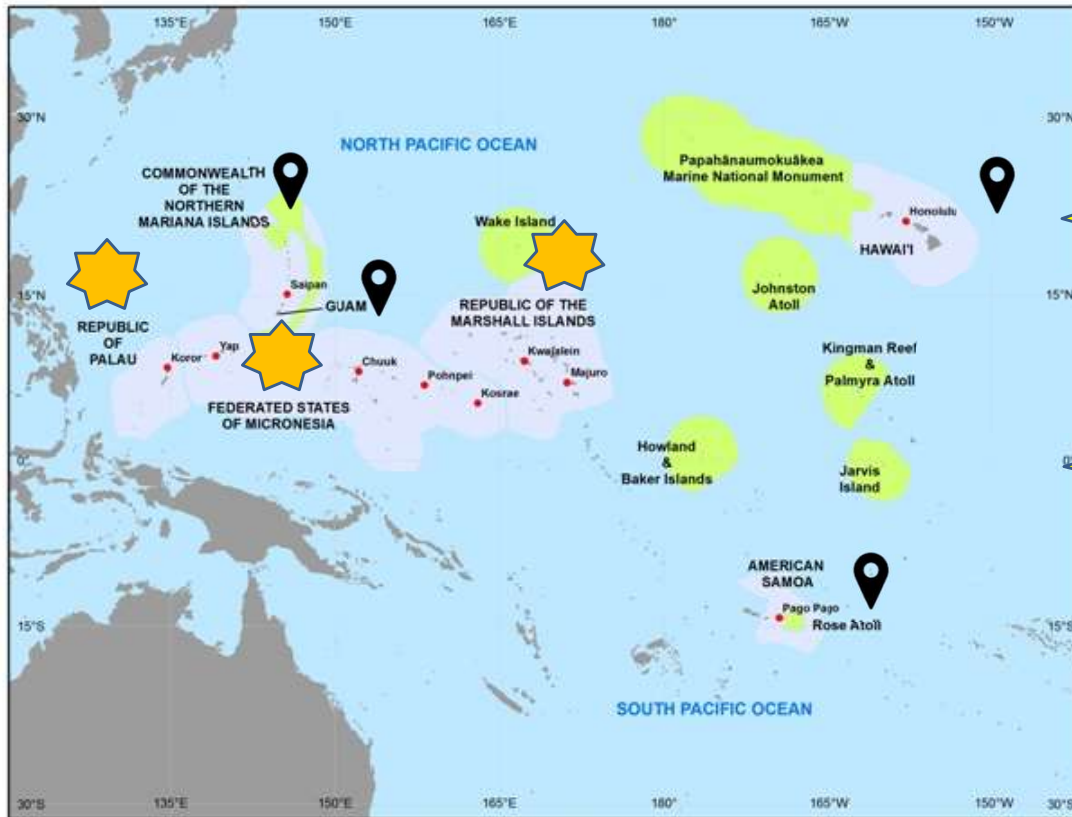 135°E
150°E
165°E
180°
165°W
150°W
30°N
30°N
NORTH PACIFIC OCEAN
COMMONWEALTH
OF THE
NORTHERN
MARIANA ISLANDS
Papahānaumokuākea
Marine National Monument
Wake Island
Honolulu
HAWAI'I
Saipan
GUAM
15°N
15°N
Johnston
Atoll
REPUBLIC
OF
PALAU
REPUBLIC OF THE
MARSHALL ISLANDS
Koror
Yap
Chuuk
Pohnpei
Kosrae
Kwajalein
Majuro
Kingman Reef
&
Palmyra Atoll
FEDERATED STATES
OF MICRONESIA
Howland
&
Baker Islands
Jarvis
Island
0°
0°
AMERICAN
SAMOA
Pago Pago
Rose Atoll
15°S
15°S
SOUTH PACIFIC OCEAN
30°S
30°S
135°E
150°E
165°E
180°
165°W
150°W